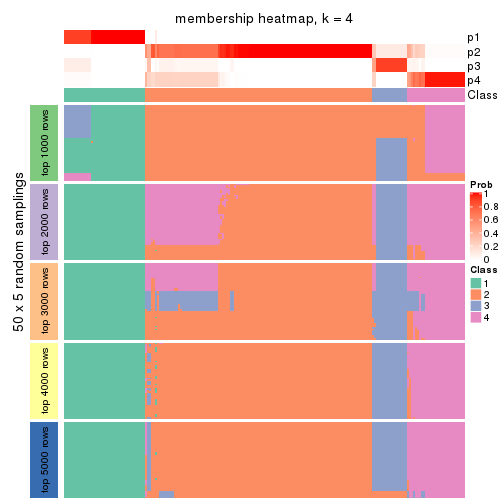 membership heatmap, k = 4
p1
p2
p3
p4
Class
50 x 5 random samplings
top 1000 rows
top 2000 rows
top 3000 rows
top 4000 rows
top 5000 rows
Prob
1
0.8
0.6
0.4
0.2
0
Class
1
2
3
4